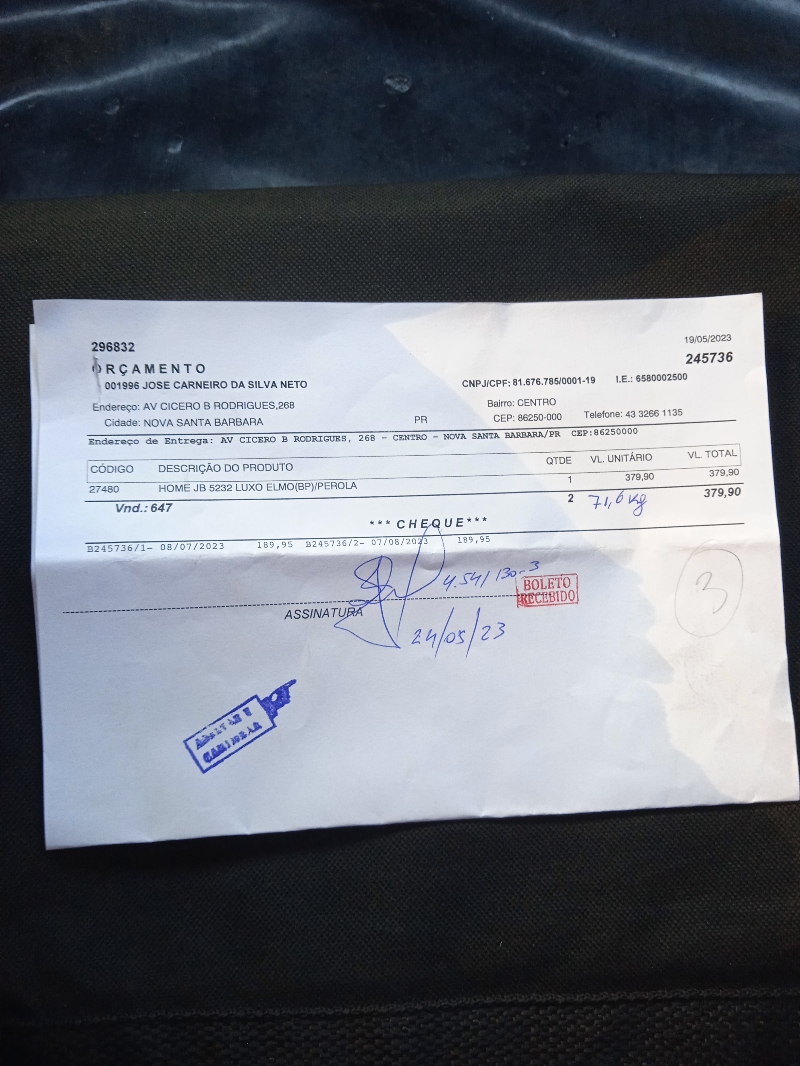 296832
19/05/2023
ORÇAMENTO
245736
001996 JOSE CARNEIRO DA SILVA NETO
CNPJ/CPF: 81.676.785/0001-19
I.E.: 6580002500
Endereço: AV CICERO B RODRIGUES,268
Bairro: CENTRO
Cidade: NOVA SANTA BARBARA
PR
CEP: 86250-000
Telefone: 43 3266 1135
Endereço de Entrega: AV CICERO B RODRIGUES, 268 - CENTRO - NOVA SANTA BARBARA/PR CEP:86250000
CÓDIGO DESCRIÇÃO DO PRODUTO QTDE VL. UNITÁRIO VL. TOTAL
27480 HOME JB 5232 LUXO ELMO(BP)/PEROLA 1 379,90 379,90
Vnd.: 647 2 71,6 kg 379,90
*** CHEQUE***
B245736/1- 08/07/2023 189,95 B245736/2- 07/08/2023 189,95
4.541130-3
BOLETO
RECEBIDO
3
ASSINATURA
24/05/23
CARIMBAR